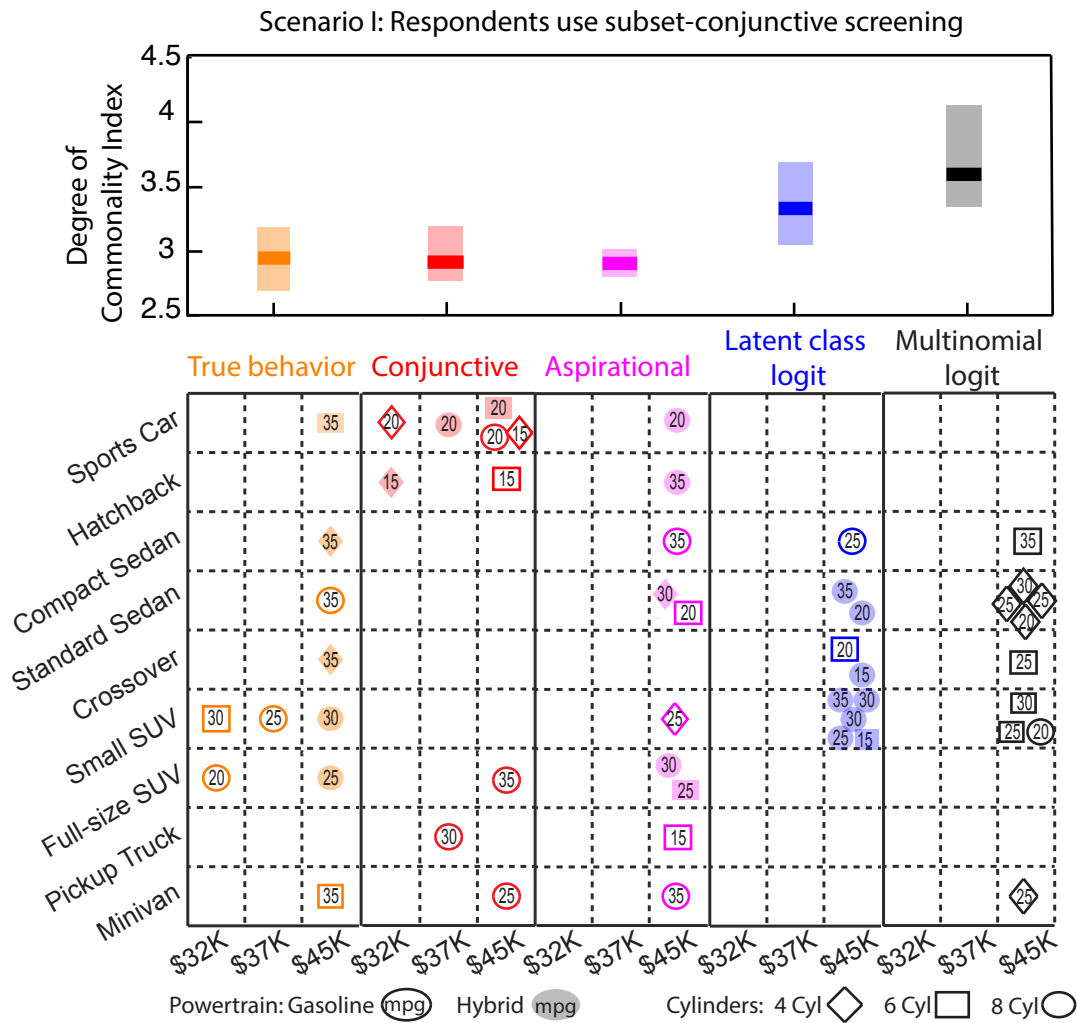 Scenario I: Respondents use subset-conjunctive screening
Degree of
Commonality Index
4.5
4
3.5
3
2.5
True behavior
Conjunctive
Aspirational
Latent class
logit
Multinomial
logit
Sports Car
35
20
20
20
20
15
20
Hatchback
15
15
35
Compact Sedan
35
35
25
35
Standard Sedan
35
30
20
35
20
30
25
25
20
Crossover
35
20
15
25
Small SUV
30
25
30
25
35
30
30
25
15
30
25
20
Full-size SUV
20
25
35
30
25
Pickup Truck
30
15
Minivan
35
25
35
25
$32K $37K $45K $32K $37K $45K $32K $37K $45K $32K $37K $45K $32K $37K $45K
Powertrain: Gasoline mpg Hybrid mpg Cylinders: 4 Cyl 6 Cyl 8 Cyl